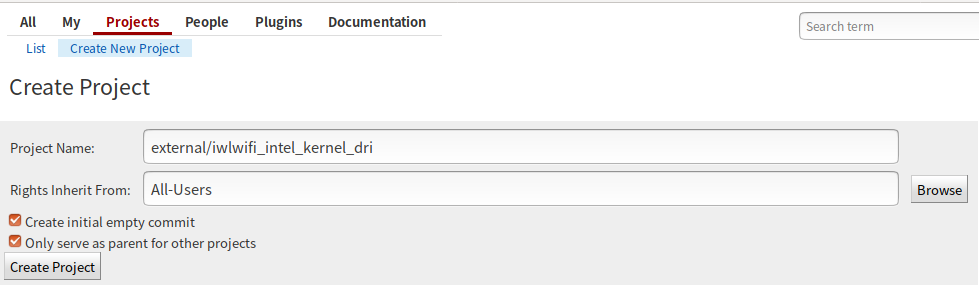 All My Projects People Plugins Documentation
Search term
List Create New Project
Create Project
Project Name: external/iwlwifi_intel_kernel_dri
Rights Inherit From: All-Users Browse
Create initial empty commit
Only serve as parent for other projects
Create Project